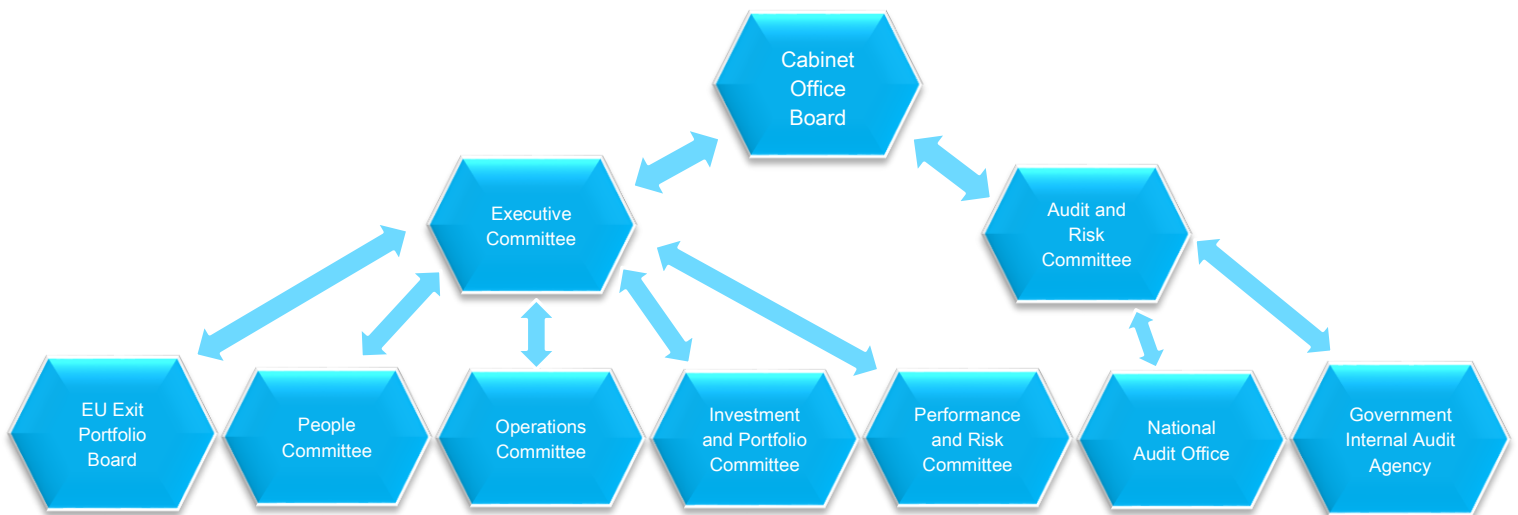 Cabinet
Office
Board
Executive
Committee
Audit and
Risk
Committee
EU Exit
Portfolio
Board
People
Committee
Operations
Committee
Investment
and Portfolio
Committee
Performance
and Risk
Committee
National
Audit Office
Government
Internal Audit
Agency